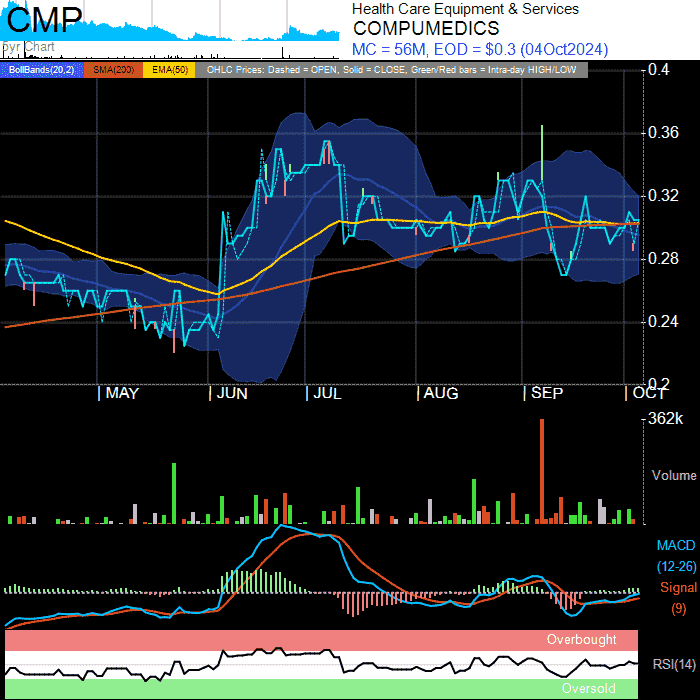 CMP
5yr Chart
Health Care Equipment & Services
COMPUMEDICS
MC = 56M, EOD = $0.3 (04Oct2024)
BollBands(20,2) SMA(200) EMA(50) OHLC Prices: Dashed = OPEN, Solid = CLOSE, Green/Red bars = Intra-day HIGH/LOW
0.4
0.36
0.32
0.28
0.24
0.2
MAY JUN JUL AUG SEP OCT
362k
Volume
MACD
(12-26)
Signal
(9)
Overbought
RSI(14)
Oversold